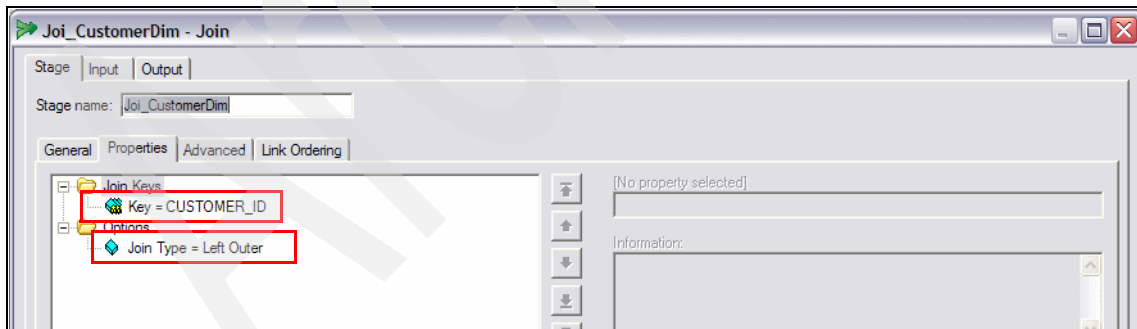 Joi_CustomerDim - Join
Stage Input Output
Stage name: Joi_CustomerDim
General Properties Advanced Link Ordering
Join Keys [No property selected]
Key = CUSTOMER_ID
Options
Join Type = Left Outer Information: